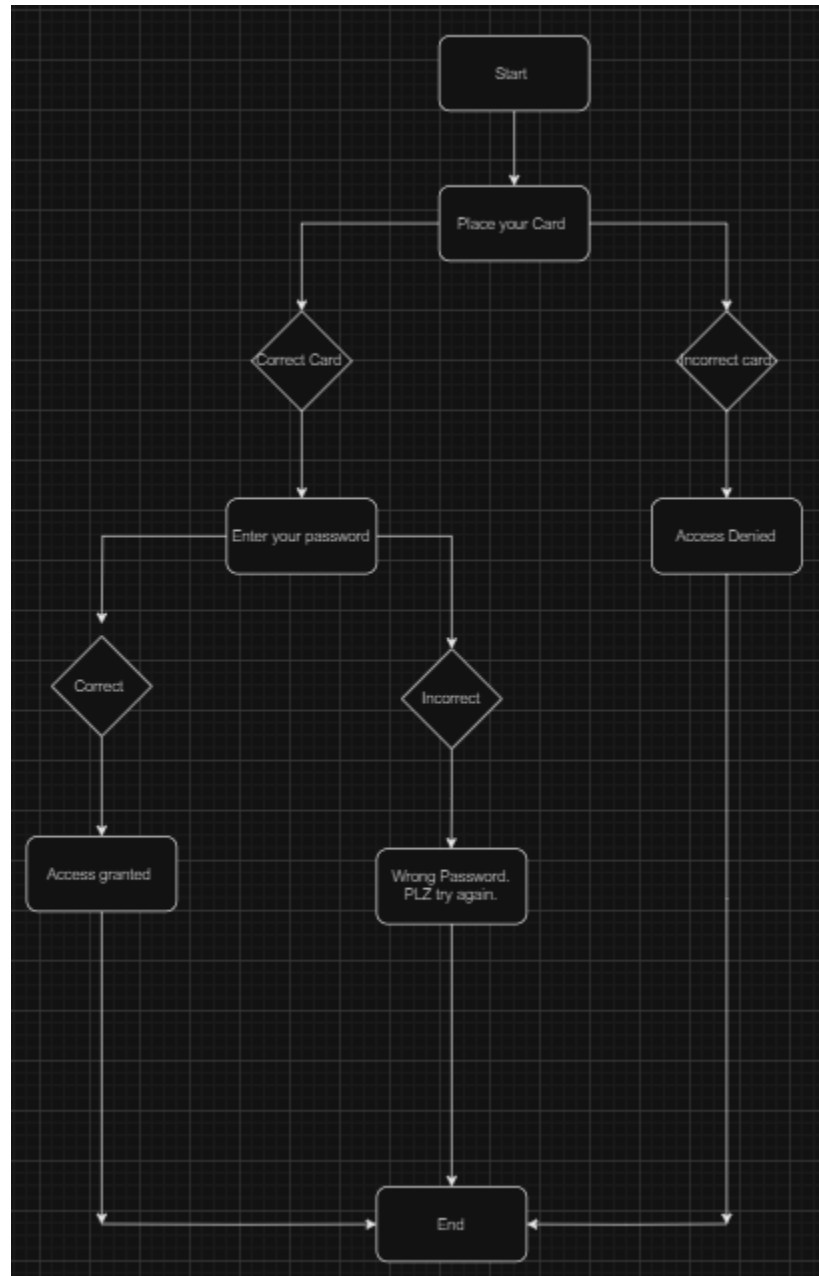 Start
Place your Card
Correct Card
Incorrect card
Enter your password
Access Denied
Correct
Incorrect
Access granted
Wrong Password.
PLZ try again.
End